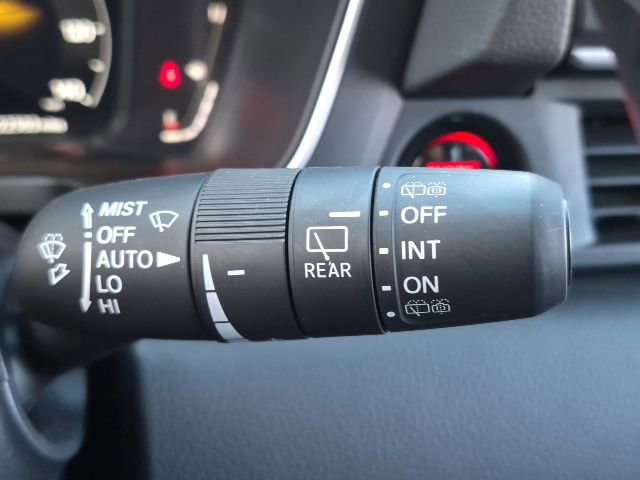 MIST
OFF
AUTO
LO
HI
REAR
OFF
INT
ON